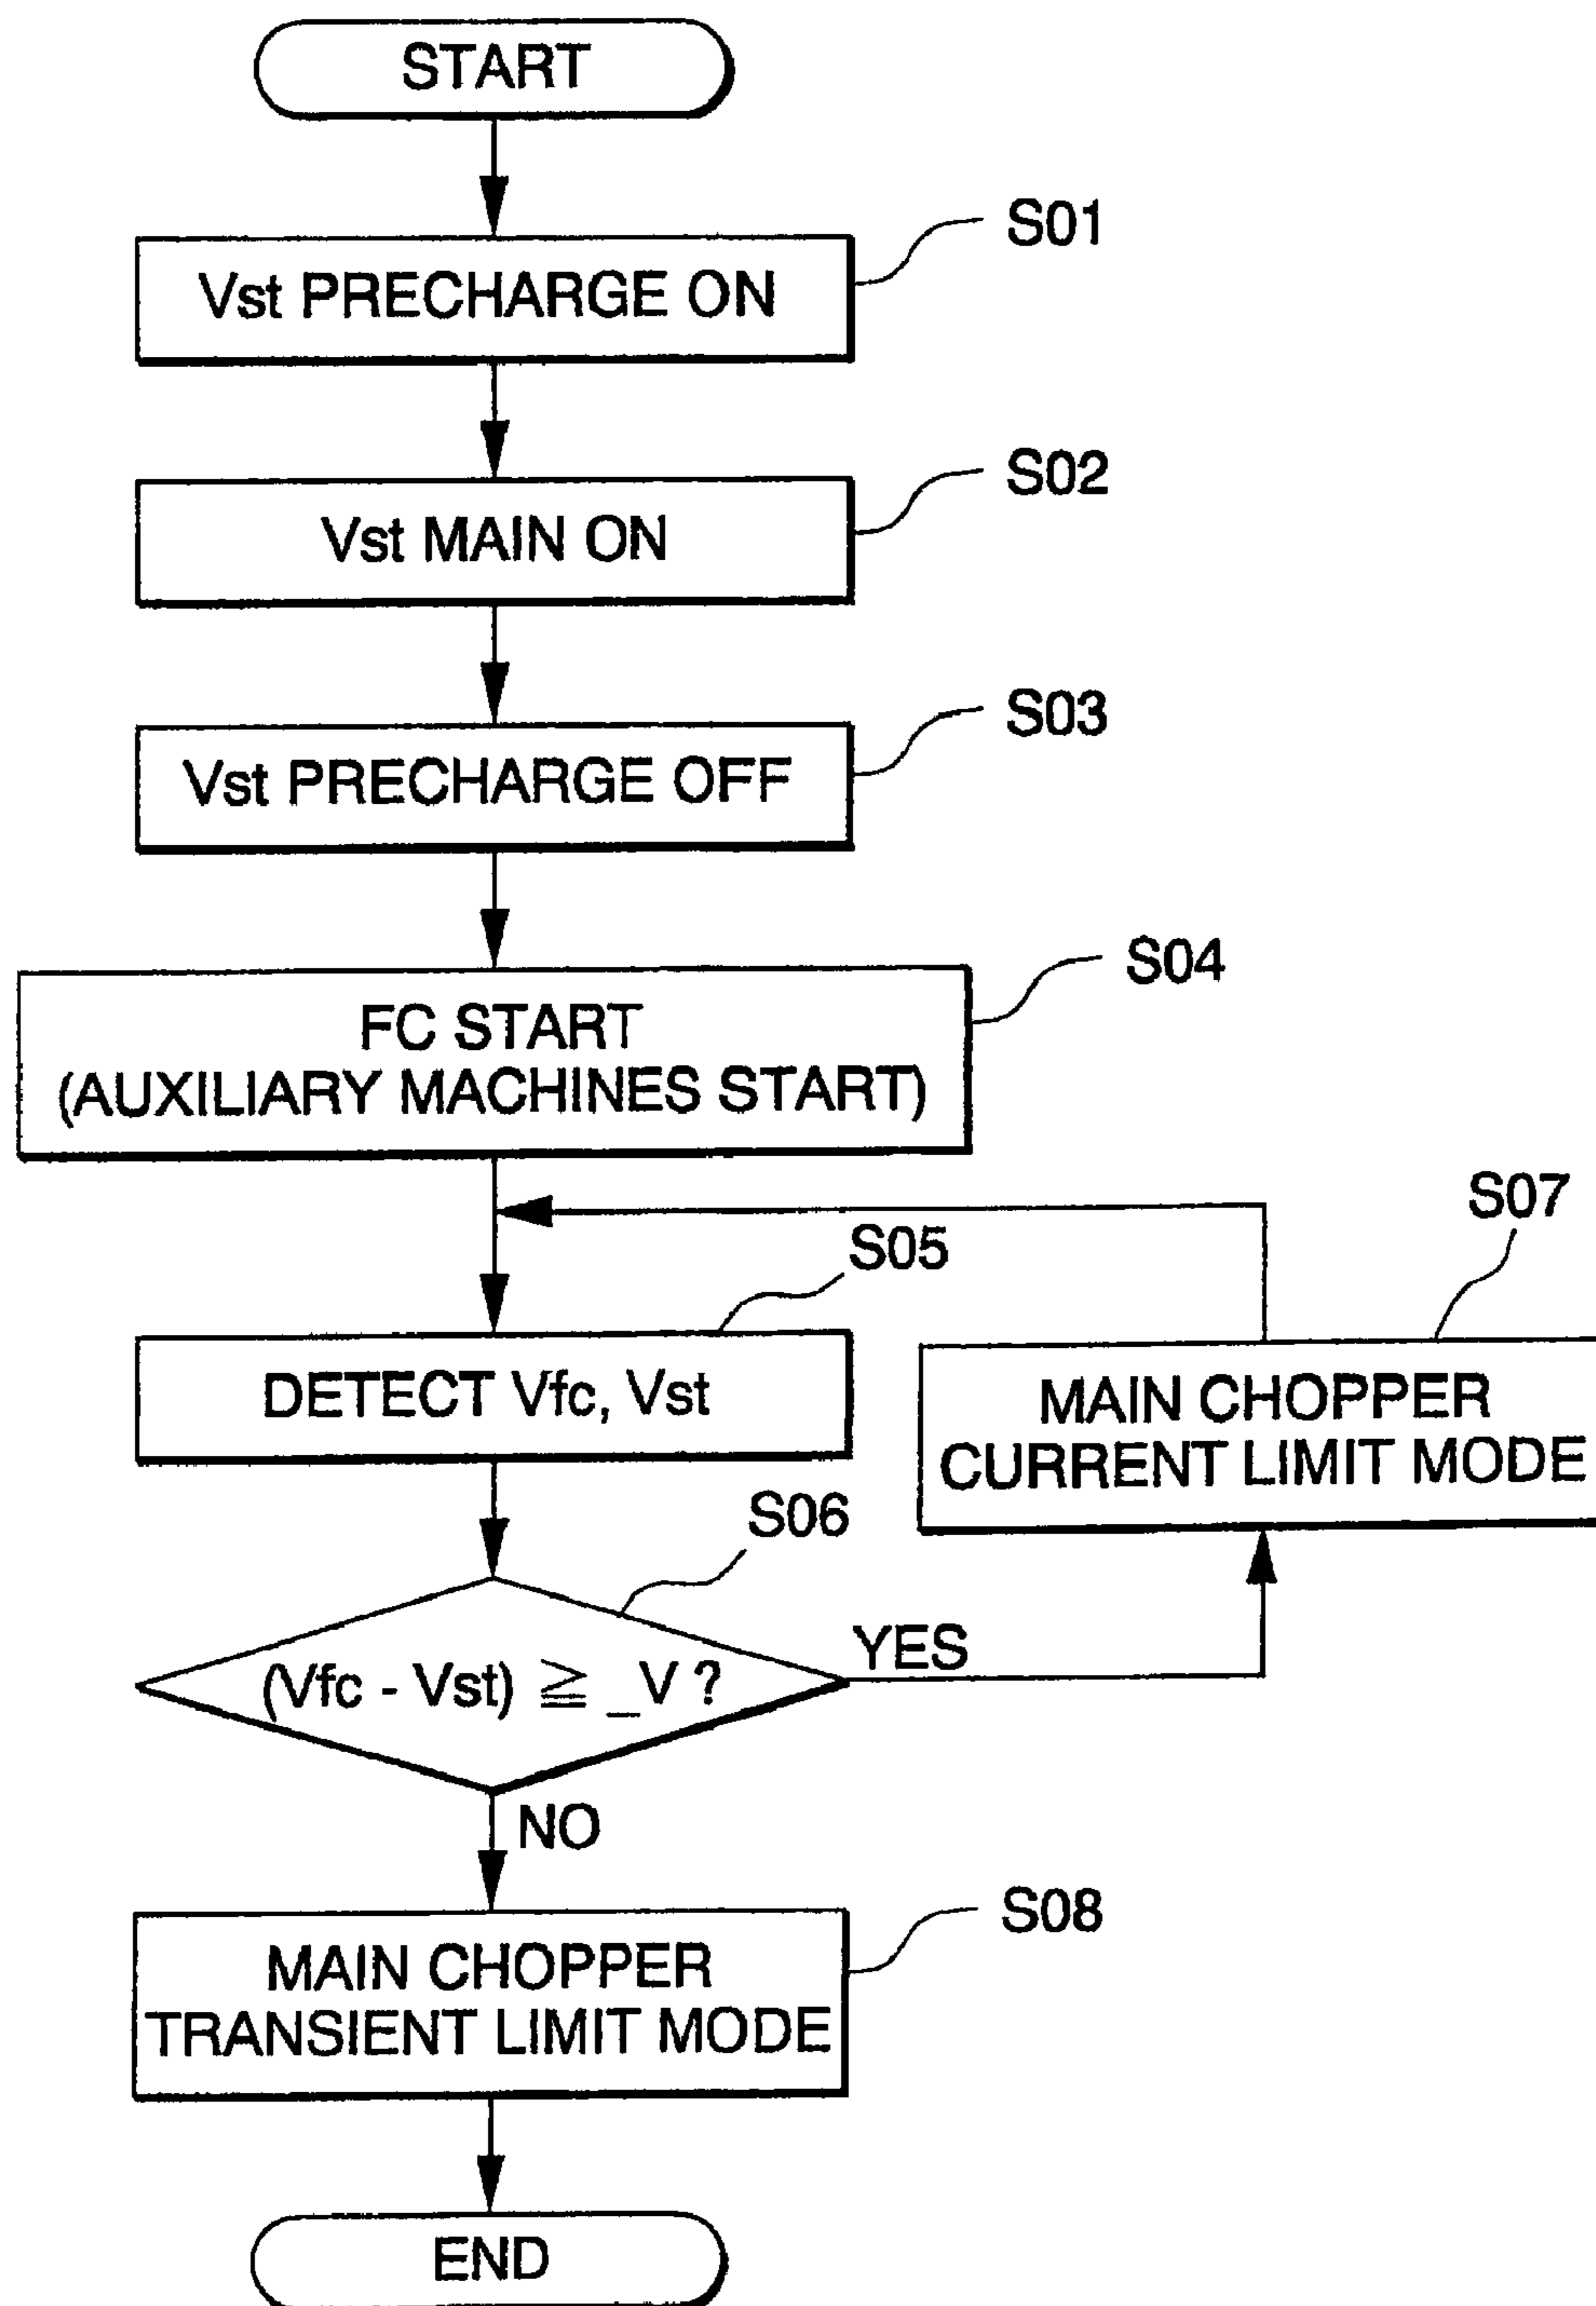 START
S01
Vst PRECHARGE ON
S02
Vst MAIN ON
S03
Vst PRECHARGE OFF
S04
FC START
(AUXILIARY MACHINES START)
S07
S05
DETECT Vfc, Vst
MAIN CHOPPER
CURRENT LIMIT MODE
S06
YES
(Vfc - Vst) ≧ _V ?
NO
S08
MAIN CHOPPER
TRANSIENT LIMIT MODE
END